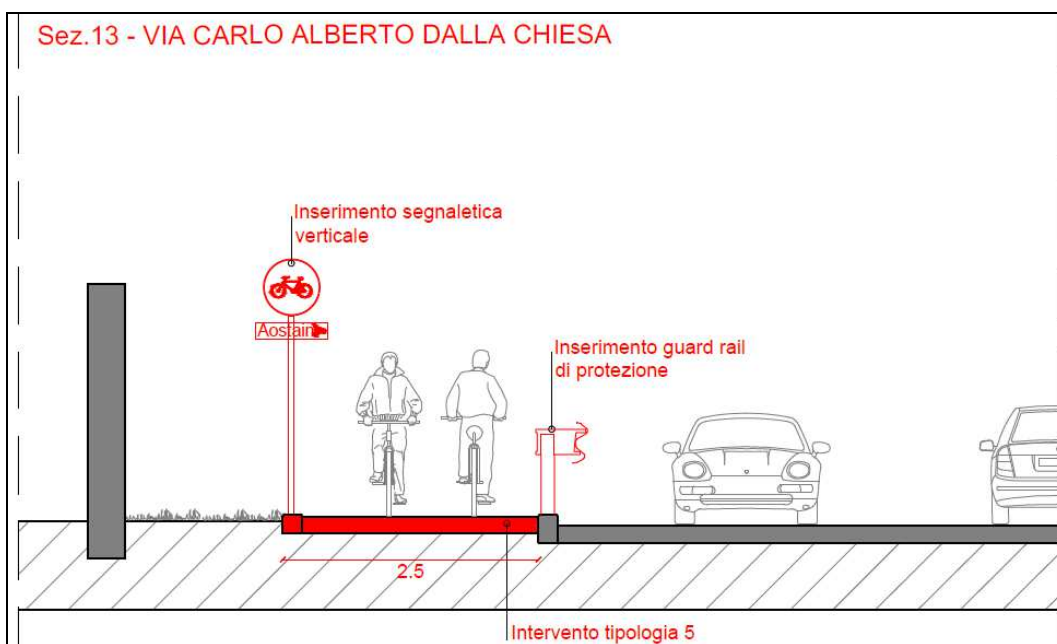 Sez.13 - VIA CARLO ALBERTO DALLA CHIESA
Inserimento segnaletica
verticale
Aostain
Inserimento guard rail
di protezione
2.5
Intervento tipologia 5